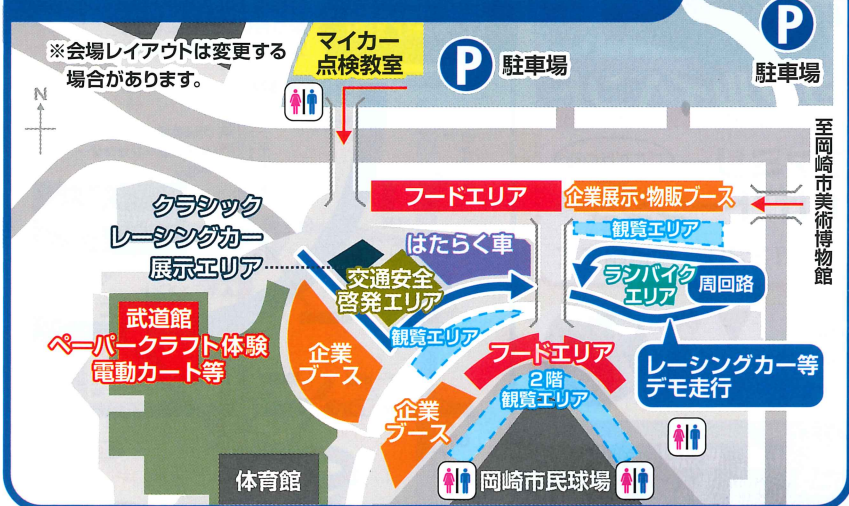 ※会場レイアウトは変更する
場合があります。
マイカー
点検教室
P 駐車場
P
駐車場
N
至岡崎市美術博物館
フードエリア
企業展示・物販ブース
観覧エリア
クラシック
レーシングカー
展示エリア
はたらく車
交通安全
啓発エリア
ランバイク
エリア
周回路
武道館
ペーパークラフト体験
電動カート等
企業
ブース
観覧エリア
フードエリア
2階
観覧エリア
レーシングカー等
デモ走行
企業
ブース
体育館
岡崎市民球場